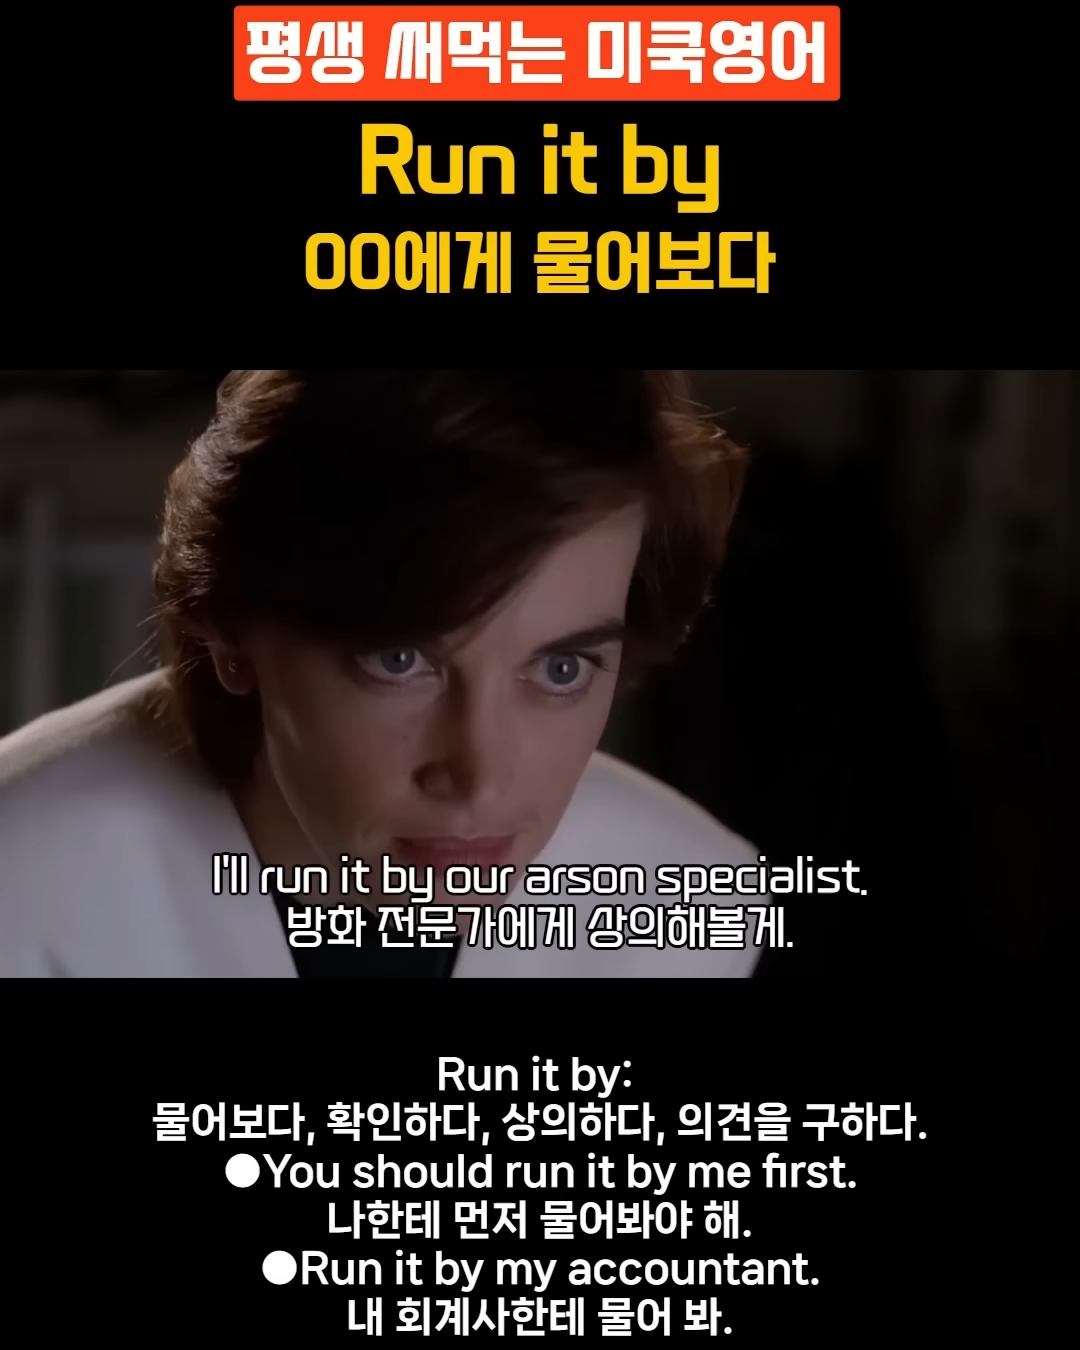 평생 써먹는 미쿡영어
Run it by
OO에게 물어보다
I'll run it by our arson specialist.
방화 전문가에게 상의해볼게.
Run it by:
물어보다, 확인하다, 상의하다, 의견을 구하다.
●You should run it by me first.
나한테 먼저 물어봐야 해.
●Run it by my accountant.
내 회계사한테 물어 봐.